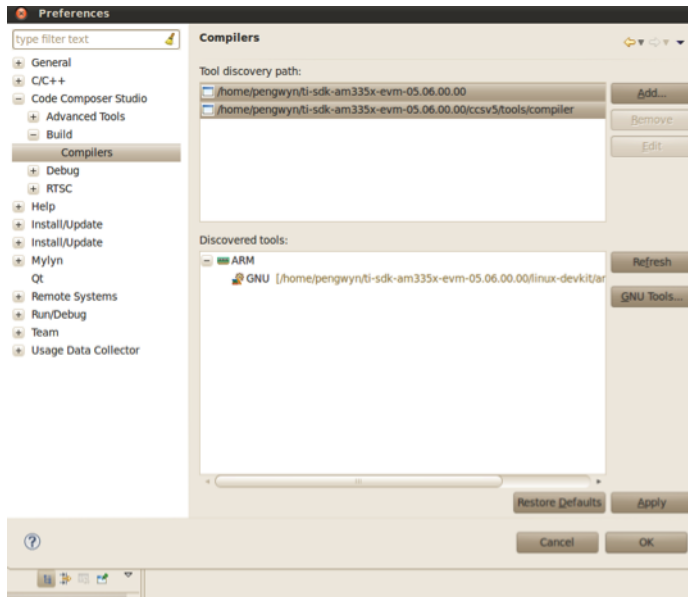 Preferences
type filter text
General
C/C++
Code Composer Studio
Advanced Tools
Build
Compilers
Debug
RTSC
Help
Install/Update
Install/Update
Mylyn
Qt
Remote Systems
Run/Debug
Team
Usage Data Collector
Compilers
Tool discovery path:
/home/pengwyn/ti-sdk-am335x-evm-05.06.00.00
/home/pengwyn/ti-sdk-am335x-evm-05.06.00.00/ccsv5/tools/compiler
Add...
Remove
Edit
Discovered tools:
ARM
GNU [/home/pengwyn/ti-sdk-am335x-evm-05.06.00.00/linux-devkit/ar
Refresh
GNU Tools...
Restore Defaults
Apply
Cancel
OK